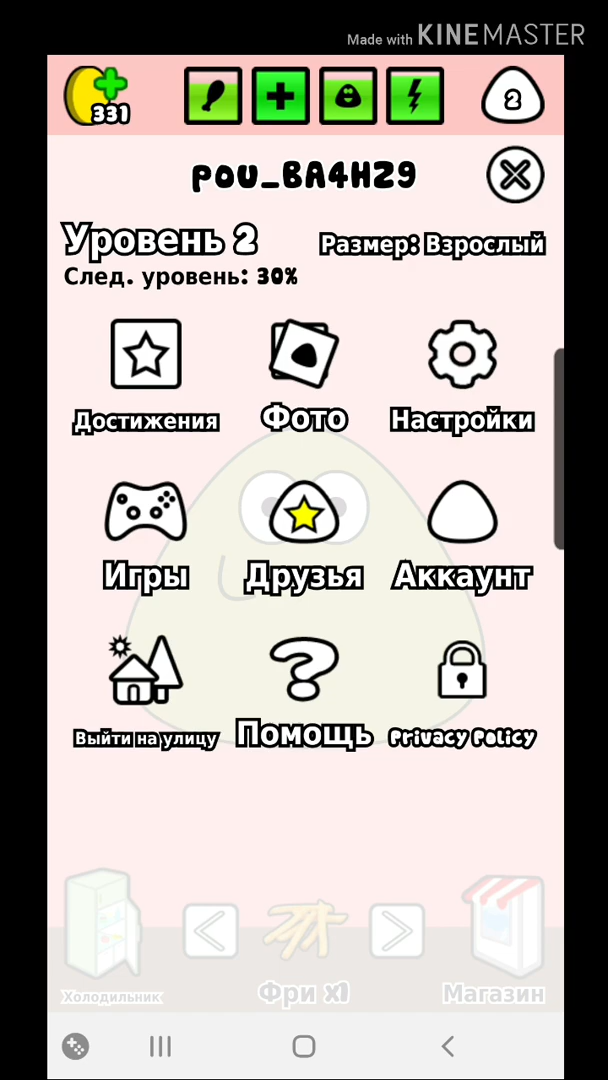 Made with KINEMASTER
331
2
pou_BA4HZ9
Уровень 2
Размер: Взрослый
След. уровень: 30%
Достижения
Фото
Настройки
Игры
Друзья
Аккаунт
Выйти на улицу
Помощь
Privacy Policy
Холодильник
Фри x1
Магазин